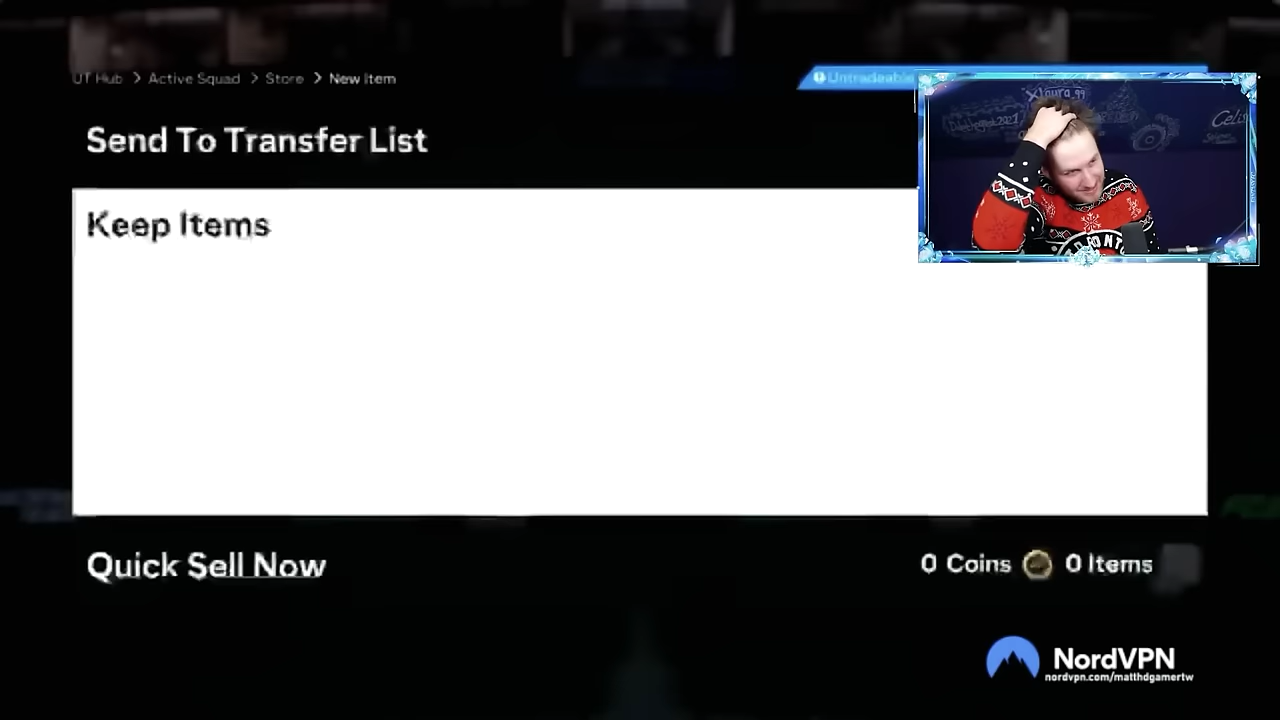 UT Hub > Active Squad > Store > New Item
Untradeable
Send To Transfer List
Keep Items
Quick Sell Now
0 Coins 0 Items
NordVPN
nordvpn.com/matthdgamertw